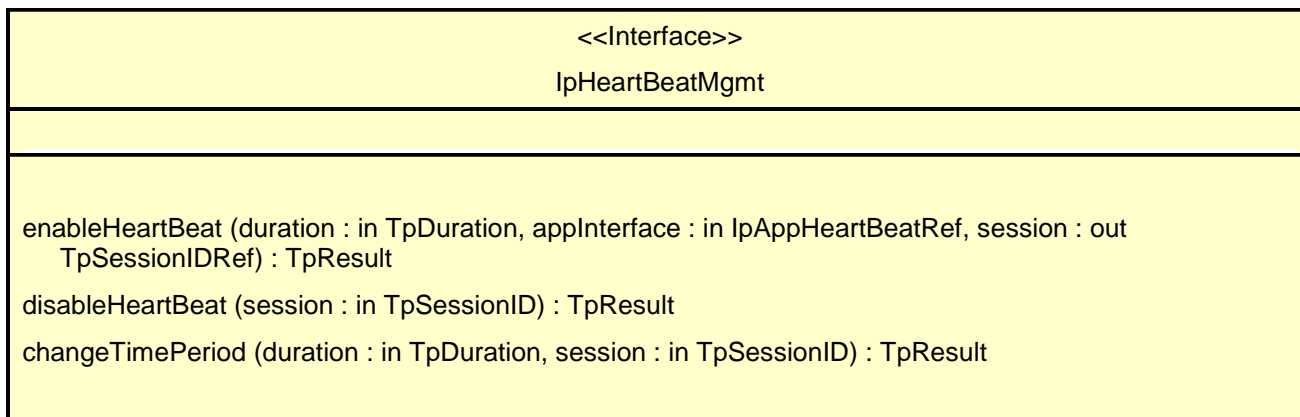 <<Interface>>
IpHeartBeatMgmt
enableHeartBeat (duration : in TpDuration, appInterface : in IpAppHeartBeatRef, session : out
TpSessionIDRef) : TpResult
disableHeartBeat (session : in TpSessionID) : TpResult
changeTimePeriod (duration : in TpDuration, session : in TpSessionID) : TpResult